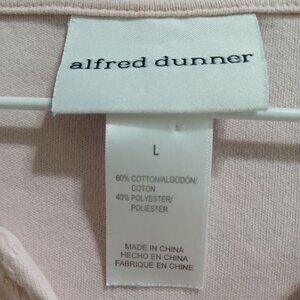 alfred dunner
L
60% COTTON/ALGODÓN/
COTON
40% POLYESTER/
POLIÉSTER
MADE IN CHINA
HECHO EN CHINA
FABRIQUÉ EN CHINE